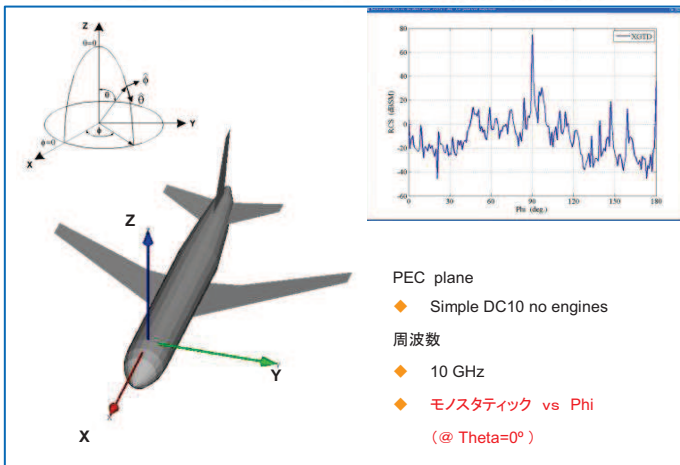 Z
θ=0
θ
ϕ̂
θ̂
Y
ϕ
ϕ=0
X
Z
Y
X
RCS (dBSM)
80
60
40
20
0
-20
-40
-60
XGTD
0
30
60
90
120
150
180
Phi (deg.)
PEC plane
◆ Simple DC10 no engines
周波数
◆ 10 GHz
◆ モノスタティック vs Phi
(@ Theta=0º )